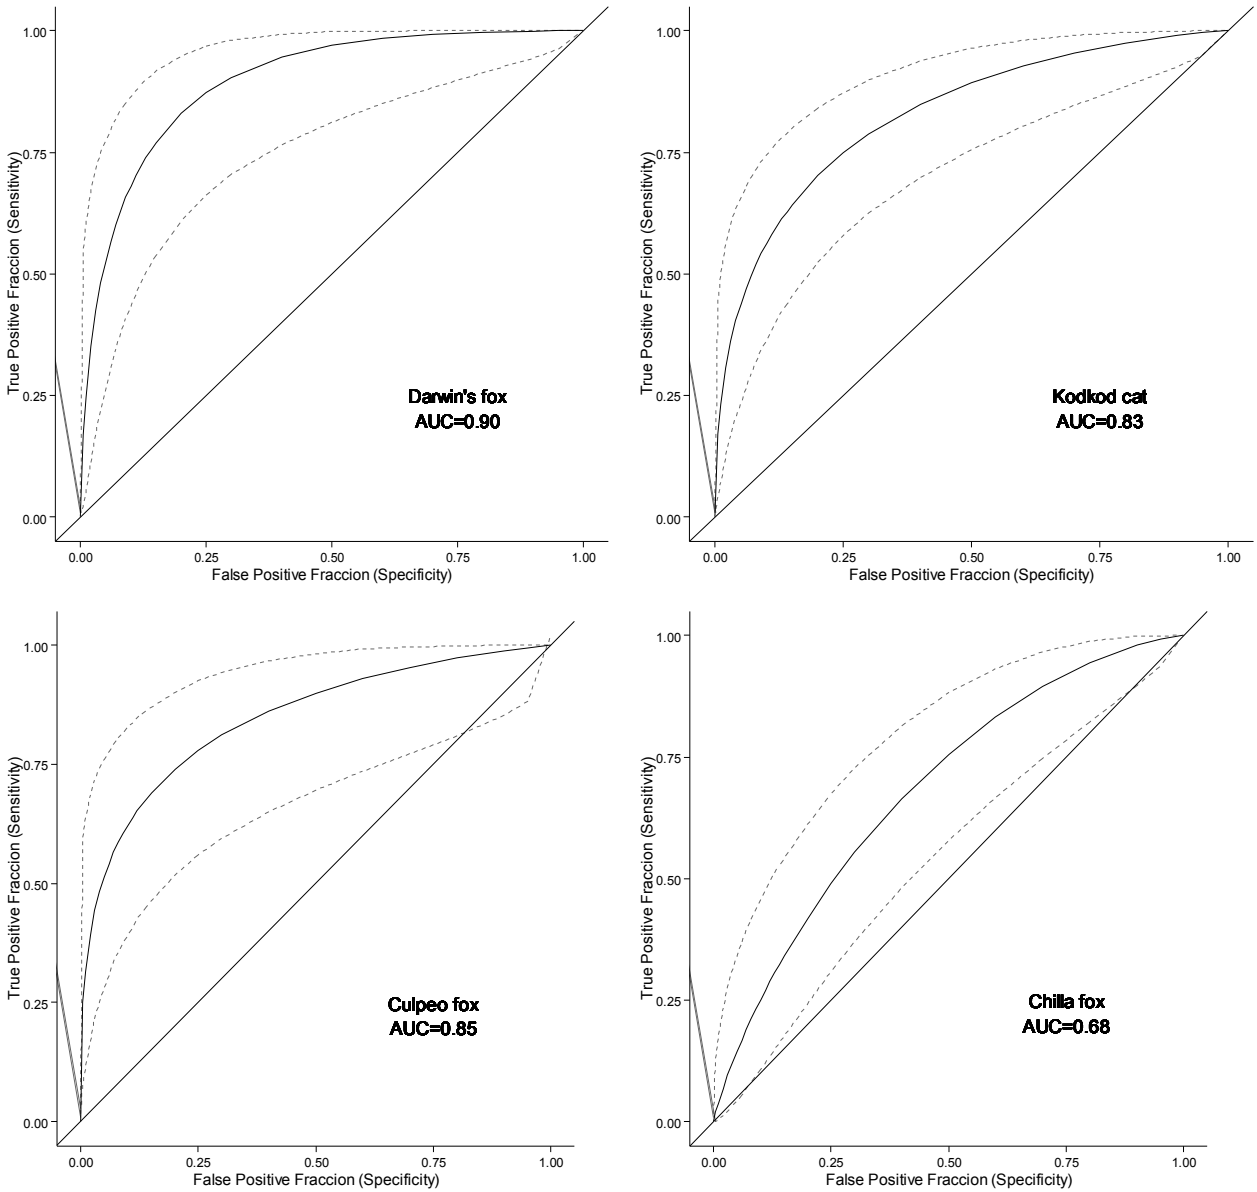 True Positive Fraccion (Sensitivity)
1.00
0.75
0.50
0.25
0.00
Darwin's fox
AUC=0.90
0.00 0.25 0.50 0.75 1.00
False Positive Fraccion (Specificity)
True Positive Fraccion (Sensitivity)
1.00
0.75
0.50
0.25
0.00
Kodkod cat
AUC=0.83
0.00 0.25 0.50 0.75 1.00
False Positive Fraccion (Specificity)
True Positive Fraccion (Sensitivity)
1.00
0.75
0.50
0.25
0.00
Culpeo fox
AUC=0.85
0.00 0.25 0.50 0.75 1.00
False Positive Fraccion (Specificity)
True Positive Fraccion (Sensitivity)
1.00
0.75
0.50
0.25
0.00
Chilla fox
AUC=0.68
0.00 0.25 0.50 0.75 1.00
False Positive Fraccion (Specificity)